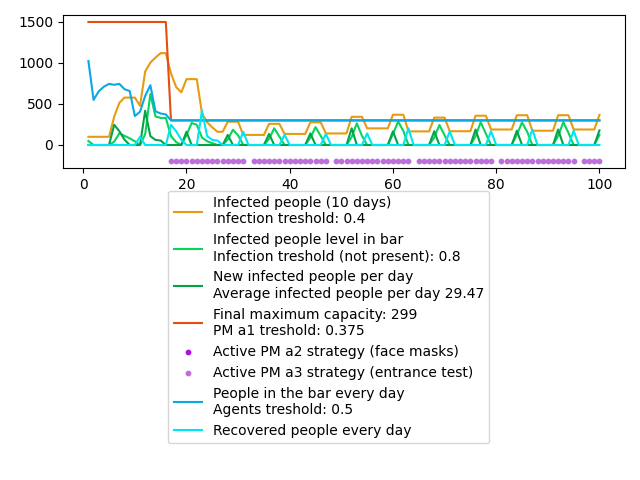 1500
1000
500
0
0
20
40
60
80
100
Infected people (10 days)
Infection treshold: 0.4
Infected people level in bar
Infection treshold (not present): 0.8
New infected people per day
Average infected people per day 29.47
Final maximum capacity: 299
PM a1 treshold: 0.375
Active PM a2 strategy (face masks)
Active PM a3 strategy (entrance test)
People in the bar every day
Agents treshold: 0.5
Recovered people every day